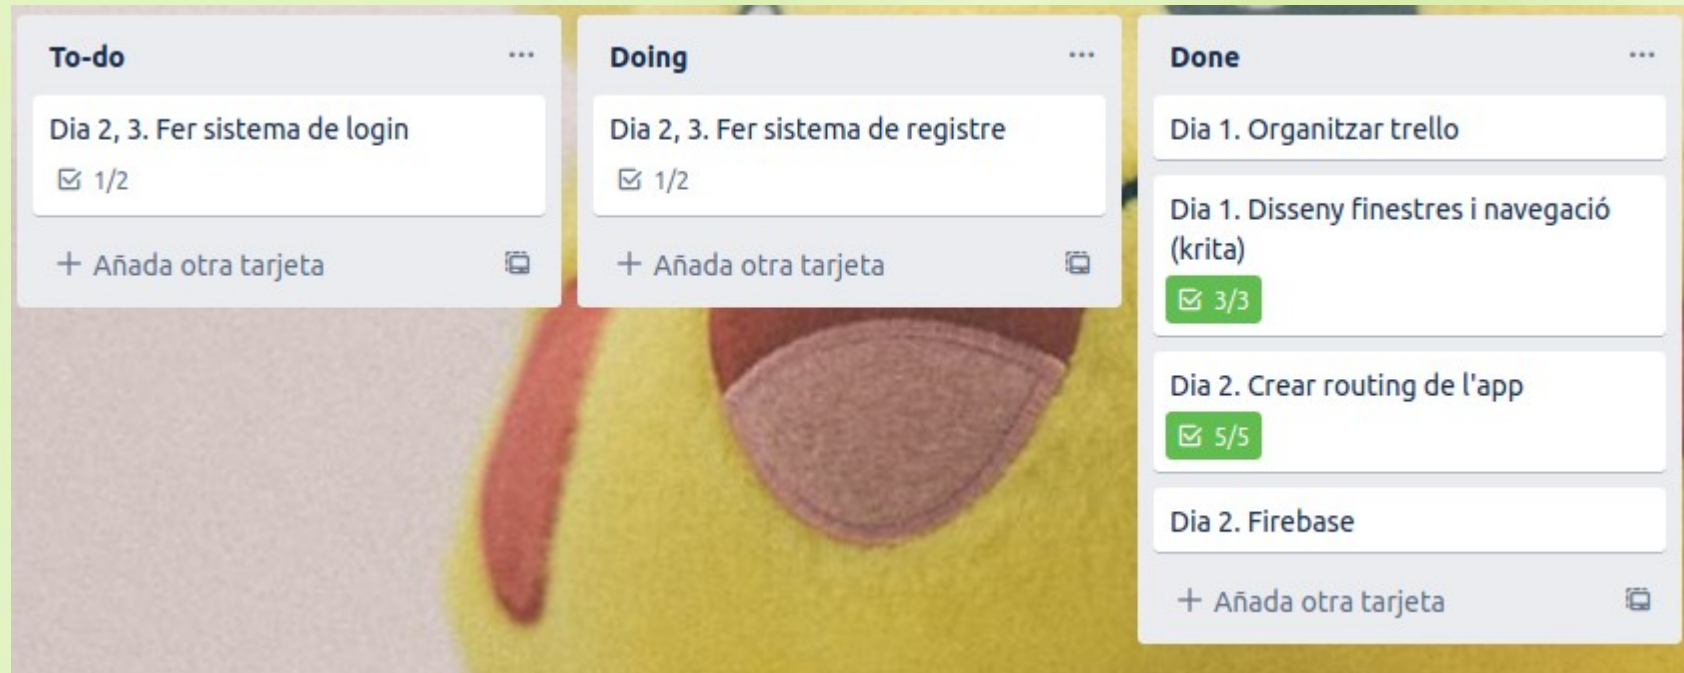 To-do
Dia 2, 3. Fer sistema de login
1/2
+ Añada otra tarjeta
Doing
Dia 2, 3. Fer sistema de registre
1/2
+ Añada otra tarjeta
Done
Dia 1. Organitzar trello
Dia 1. Disseny finestres i navegació
(krita)
3/3
Dia 2. Crear routing de l'app
5/5
Dia 2. Firebase
+ Añada otra tarjeta